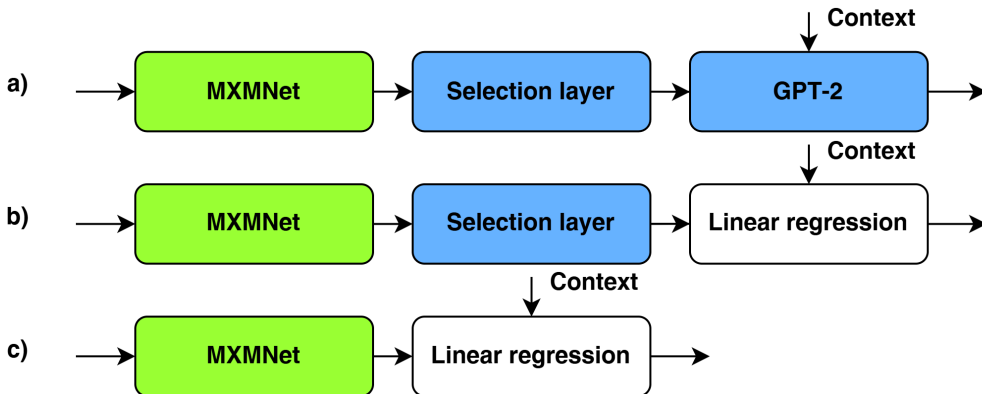 Context
a) MXMNet Selection layer GPT-2
Context
b) MXMNet Selection layer Linear regression
Context
c) MXMNet Linear regression